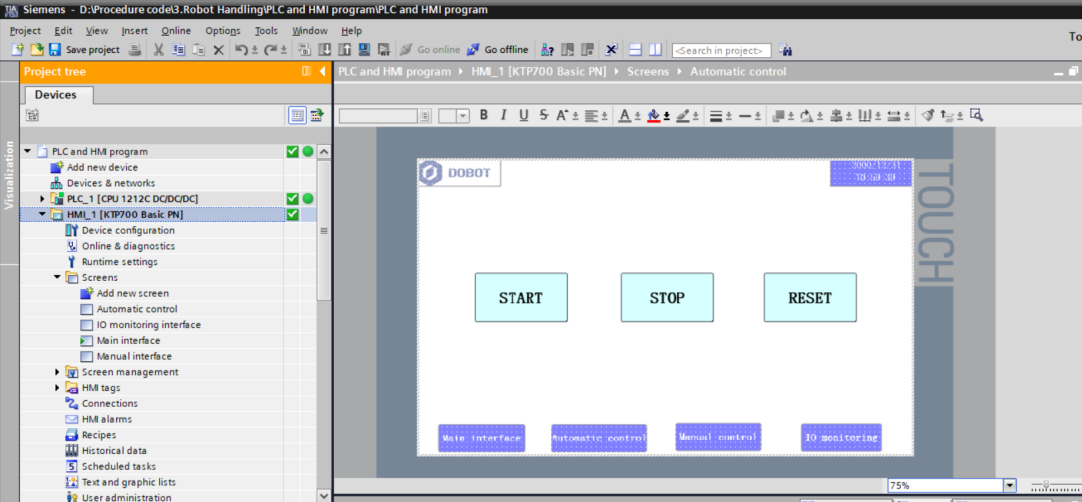 Siemens - D:\Procedure code\3.Robot Handling\PLC and HMI program\PLC and HMI program
Project Edit View Insert Online Options Tools Window Help
To
Save project Go online Go offline <Search in project>
Project tree
PLC and HMI program HMI_1 [KTP700 Basic PN] Screens Automatic control
Devices
Visualization
PLC and HMI program
Add new device
Devices & networks
PLC_1 [CPU 1212C DC/DC/DC]
HMI_1 [KTP700 Basic PN]
Device configuration
Online & diagnostics
Runtime settings
Screens
Add new screen
Automatic control
IO monitoring interface
Main interface
Manual interface
Screen management
HMI tags
Connections
HMI alarms
Recipes
Historical data
Scheduled tasks
Text and graphic lists
User administration
DOBOT
2000/12/31
10:59:39
TOUCH
START STOP RESET
Main interface Automatic control Manual control IO monitoring
75%